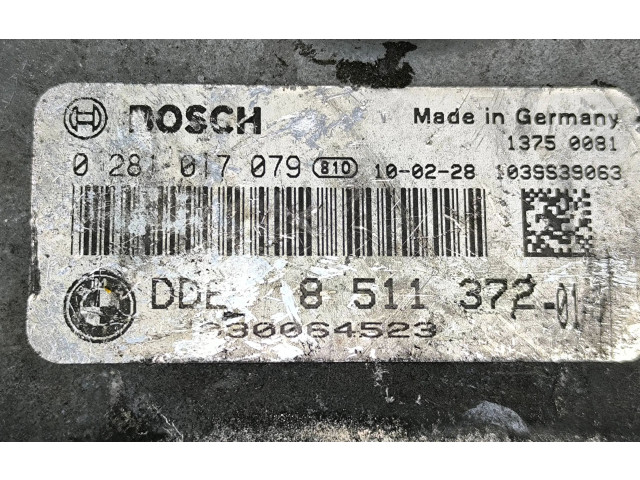 BOSCH Made in Germany
1375 0081
0 281 017 079 810 10-02-28 1039S39063
DDE 8 511 372-01